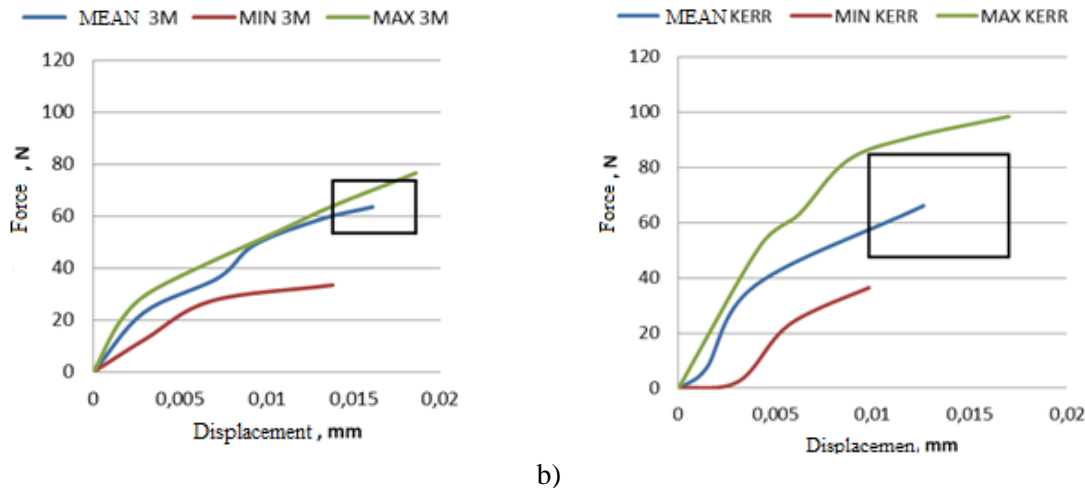 MEAN 3M MIN 3M MAX 3M
120
100
80
60
40
20
0
Force , N
0 0,005 0,01 0,015 0,02
Displacement , mm
MEAN KERR MIN KERR MAX KERR
120
100
80
60
40
20
0
Force , N
0 0,005 0,01 0,015 0,02
Displacemen, mm
b)